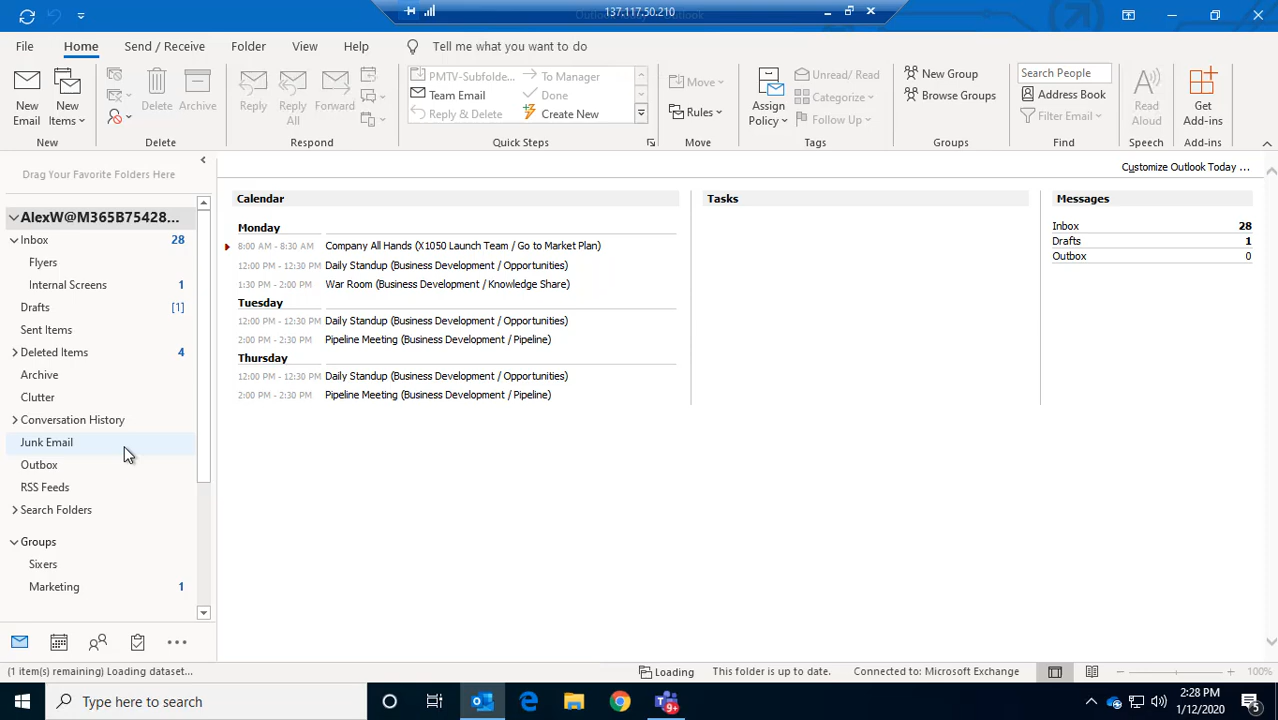 137.117.50.210
File Home Send / Receive Folder View Help Tell me what you want to do
New Email
New Items
Delete
Archive
Reply
Reply All
Forward
PMTV-Subfolde...
To Manager
Team Email
Done
Reply & Delete
Create New
Move
Rules
Assign Policy
Unread/ Read
Categorize
Follow Up
New Group
Browse Groups
Search People
Address Book
Filter Email
Read Aloud
Get Add-ins
New Delete Respond Quick Steps Move Tags Groups Find Speech Add-ins
Drag Your Favorite Folders Here
AlexW@M365B75428...
Inbox 28
Flyers
Internal Screens 1
Drafts [1]
Sent Items
Deleted Items 4
Archive
Clutter
Conversation History
Junk Email
Outbox
RSS Feeds
Search Folders
Groups
Sixers
Marketing 1
Customize Outlook Today ...
Calendar
Monday
8:00 AM - 8:30 AM Company All Hands (X1050 Launch Team / Go to Market Plan)
12:00 PM - 12:30 PM Daily Standup (Business Development / Opportunities)
1:30 PM - 2:00 PM War Room (Business Development / Knowledge Share)
Tuesday
12:00 PM - 12:30 PM Daily Standup (Business Development / Opportunities)
2:00 PM - 2:30 PM Pipeline Meeting (Business Development / Pipeline)
Thursday
12:00 PM - 12:30 PM Daily Standup (Business Development / Opportunities)
2:00 PM - 2:30 PM Pipeline Meeting (Business Development / Pipeline)
Tasks
Messages
Inbox 28
Drafts 1
Outbox 0
(1 item(s) remaining) Loading dataset... Loading This folder is up to date. Connected to: Microsoft Exchange 100%
Type here to search
9+
2:28 PM
1/12/2020
5